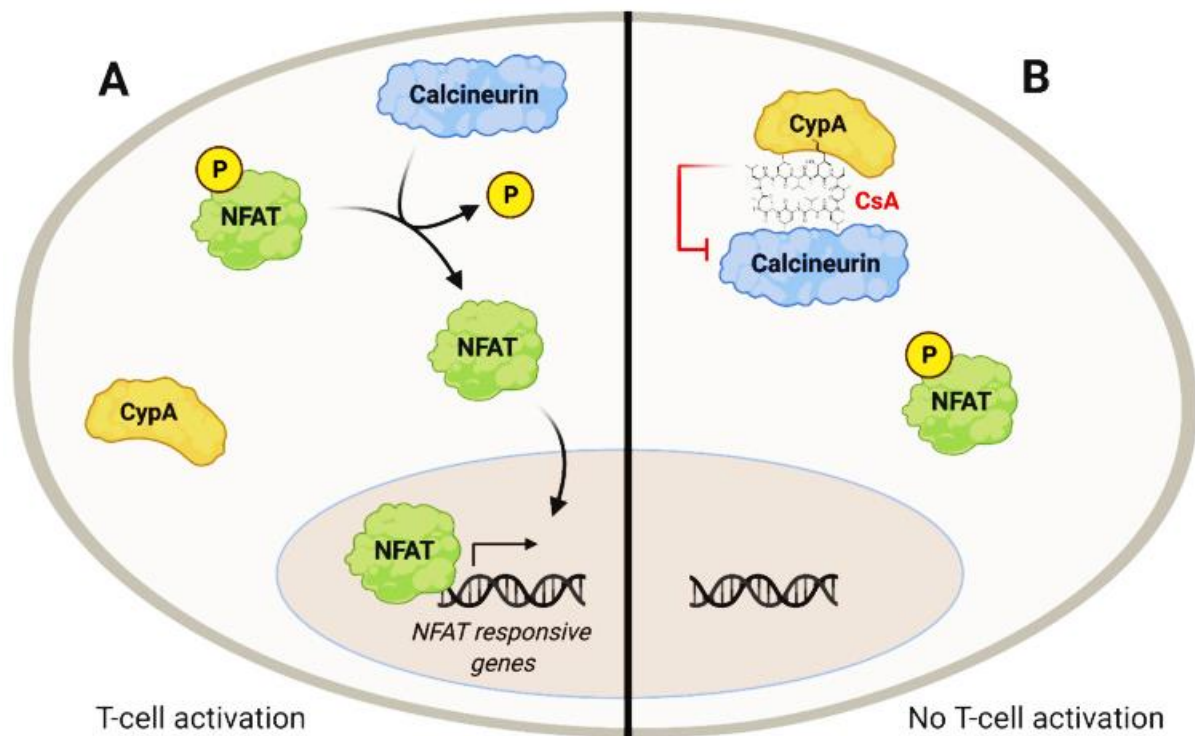 A
Calcineurin
P
NFAT
P
NFAT
CypA
NFAT
NFAT responsive
genes
T-cell activation
B
CypA
CsA
Calcineurin
P
NFAT
No T-cell activation